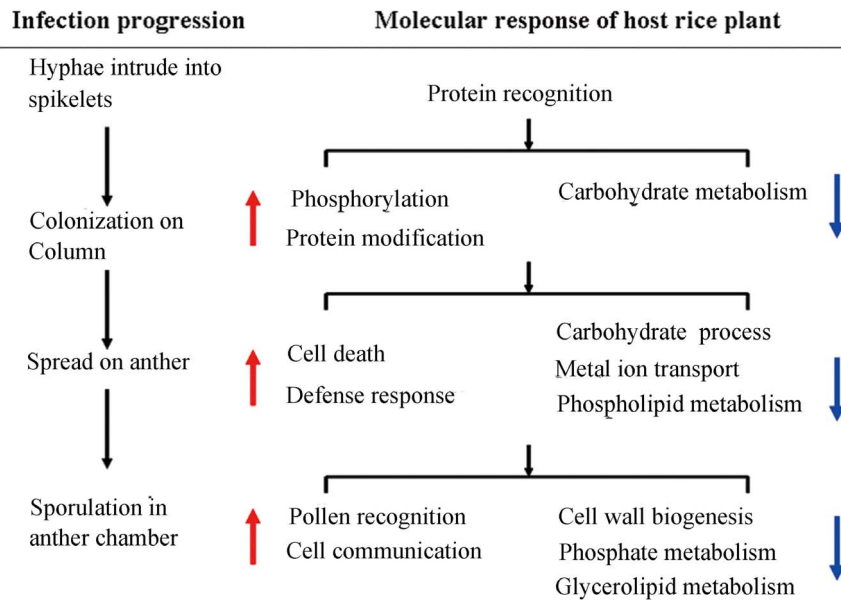 Infection progression
Molecular response of host rice plant
Hyphae intrude into
spikelets
Protein recognition
Colonization on
Column
Phosphorylation
Protein modification
Carbohydrate metabolism
Spread on anther
Cell death
Defense response
Carbohydrate process
Metal ion transport
Phospholipid metabolism
Sporulation in
anther chamber
Pollen recognition
Cell communication
Cell wall biogenesis
Phosphate metabolism
Glycerolipid metabolism